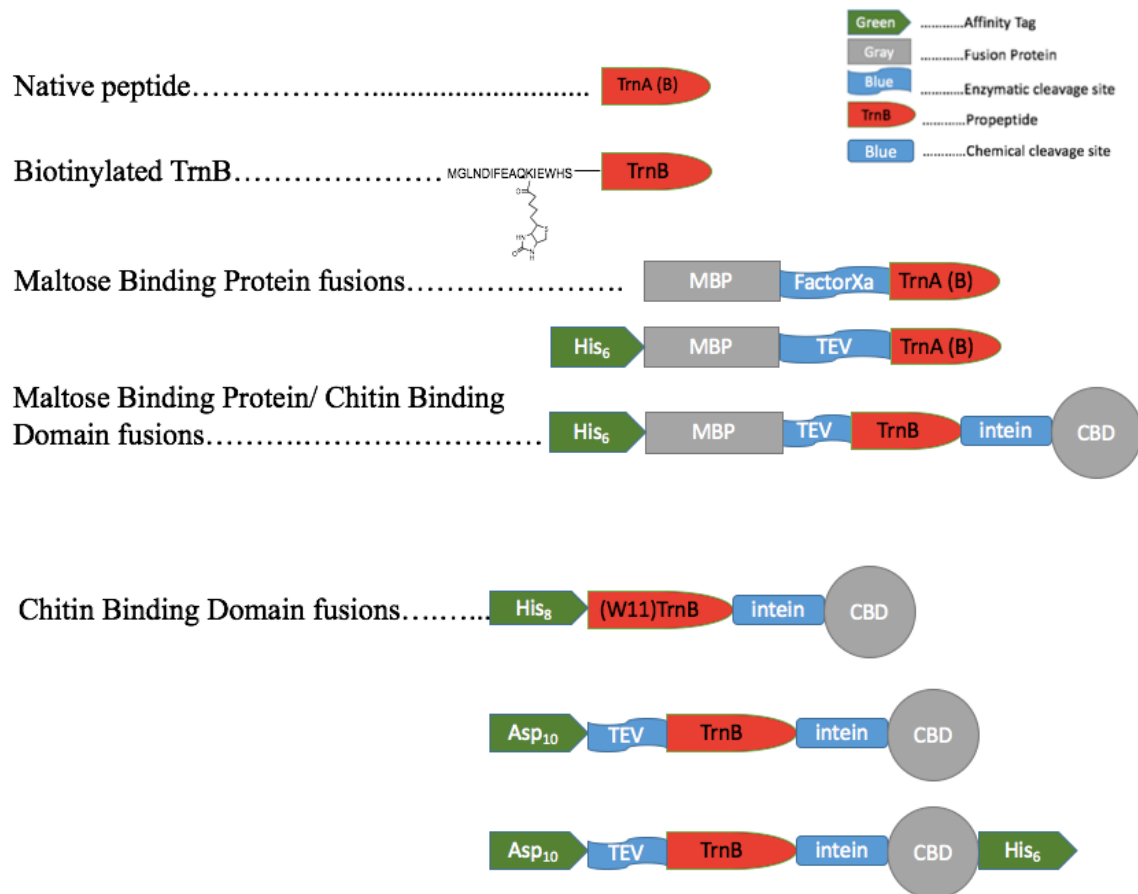 Green ............Affinity Tag
Gray ............Fusion Protein
Blue ............Enzymatic cleavage site
TrnB ............Propeptide
Blue ............Chemical cleavage site
Native peptide………………............................... TrnA (B)
Biotinylated TrnB………………… MGLNDIFEAQKIEWHS TrnB
O
HN
S
O
N
H
Maltose Binding Protein fusions…………………. MBP FactorXa TrnA (B)
His6 MBP TEV TrnA (B)
Maltose Binding Protein/ Chitin Binding
Domain fusions……..………………………… His6 MBP TEV TrnB intein CBD
Chitin Binding Domain fusions….…... His8 (W11)TrnB intein CBD
Asp10 TEV TrnB intein CBD
Asp10 TEV TrnB intein CBD His6